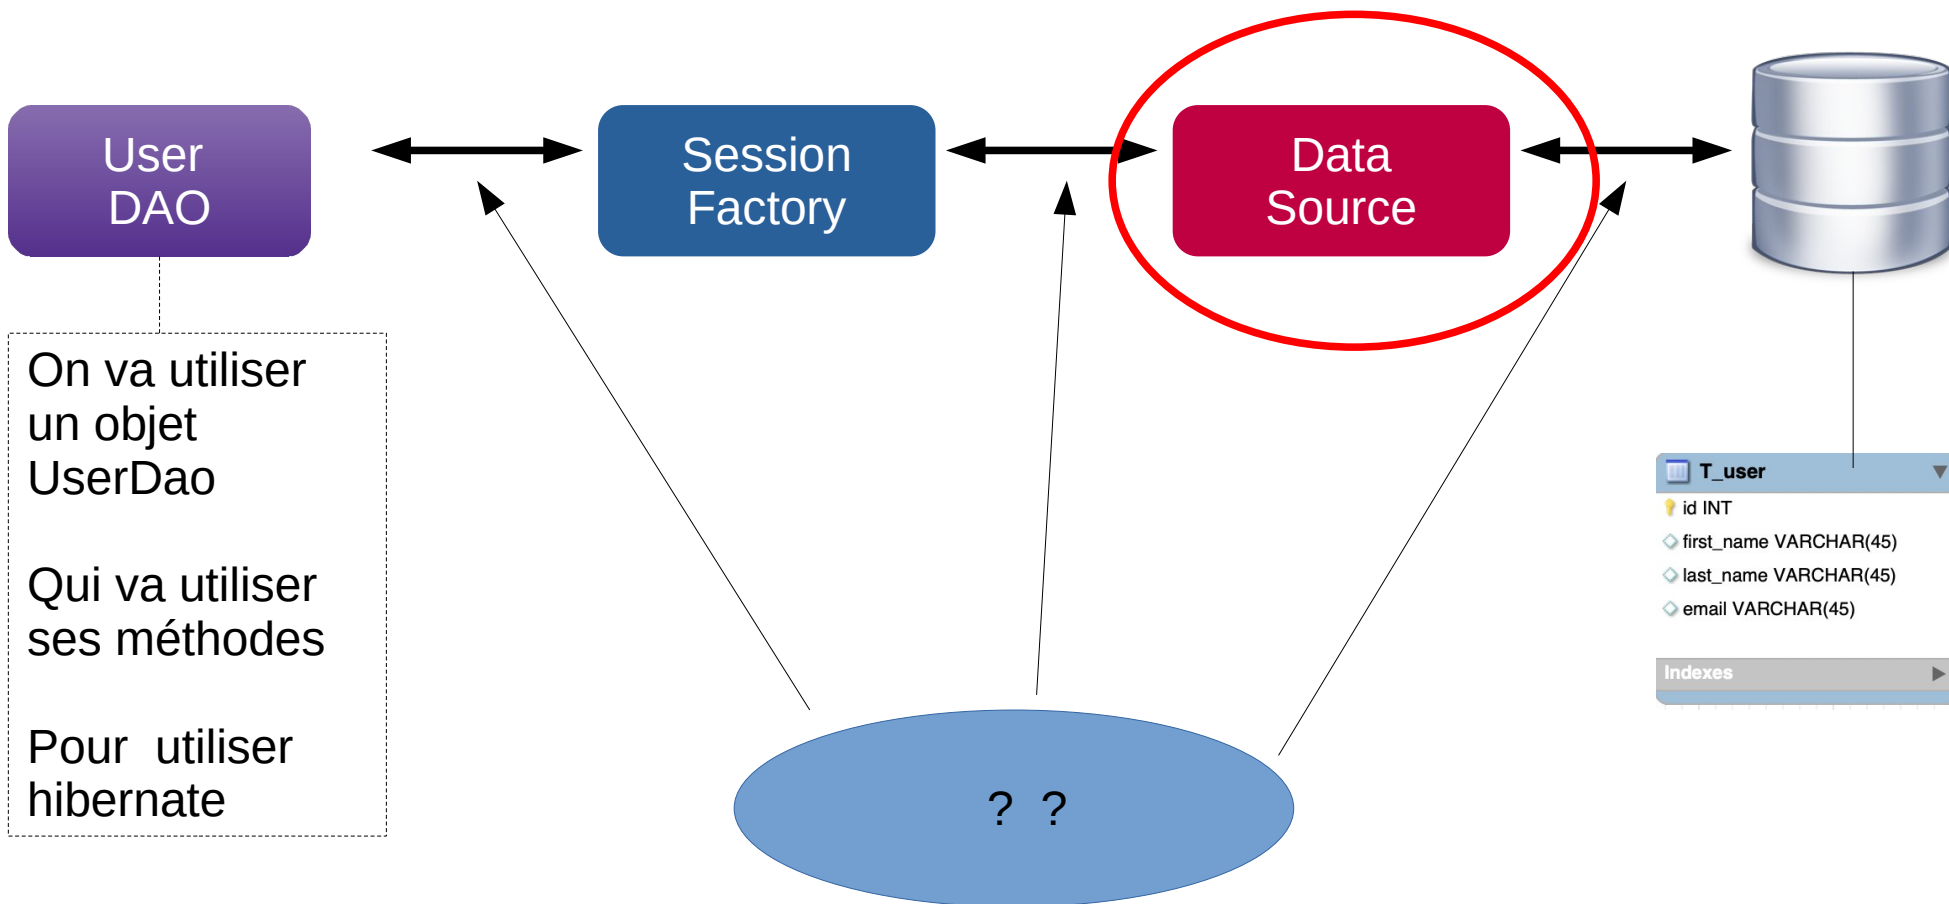 User
DAO
Session
Factory
Data
Source
On va utiliser
un objet
UserDao
Qui va utiliser
ses méthodes
Pour utiliser
hibernate
T_user
id INT
first_name VARCHAR(45)
last_name VARCHAR(45)
email VARCHAR(45)
Indexes
? ?